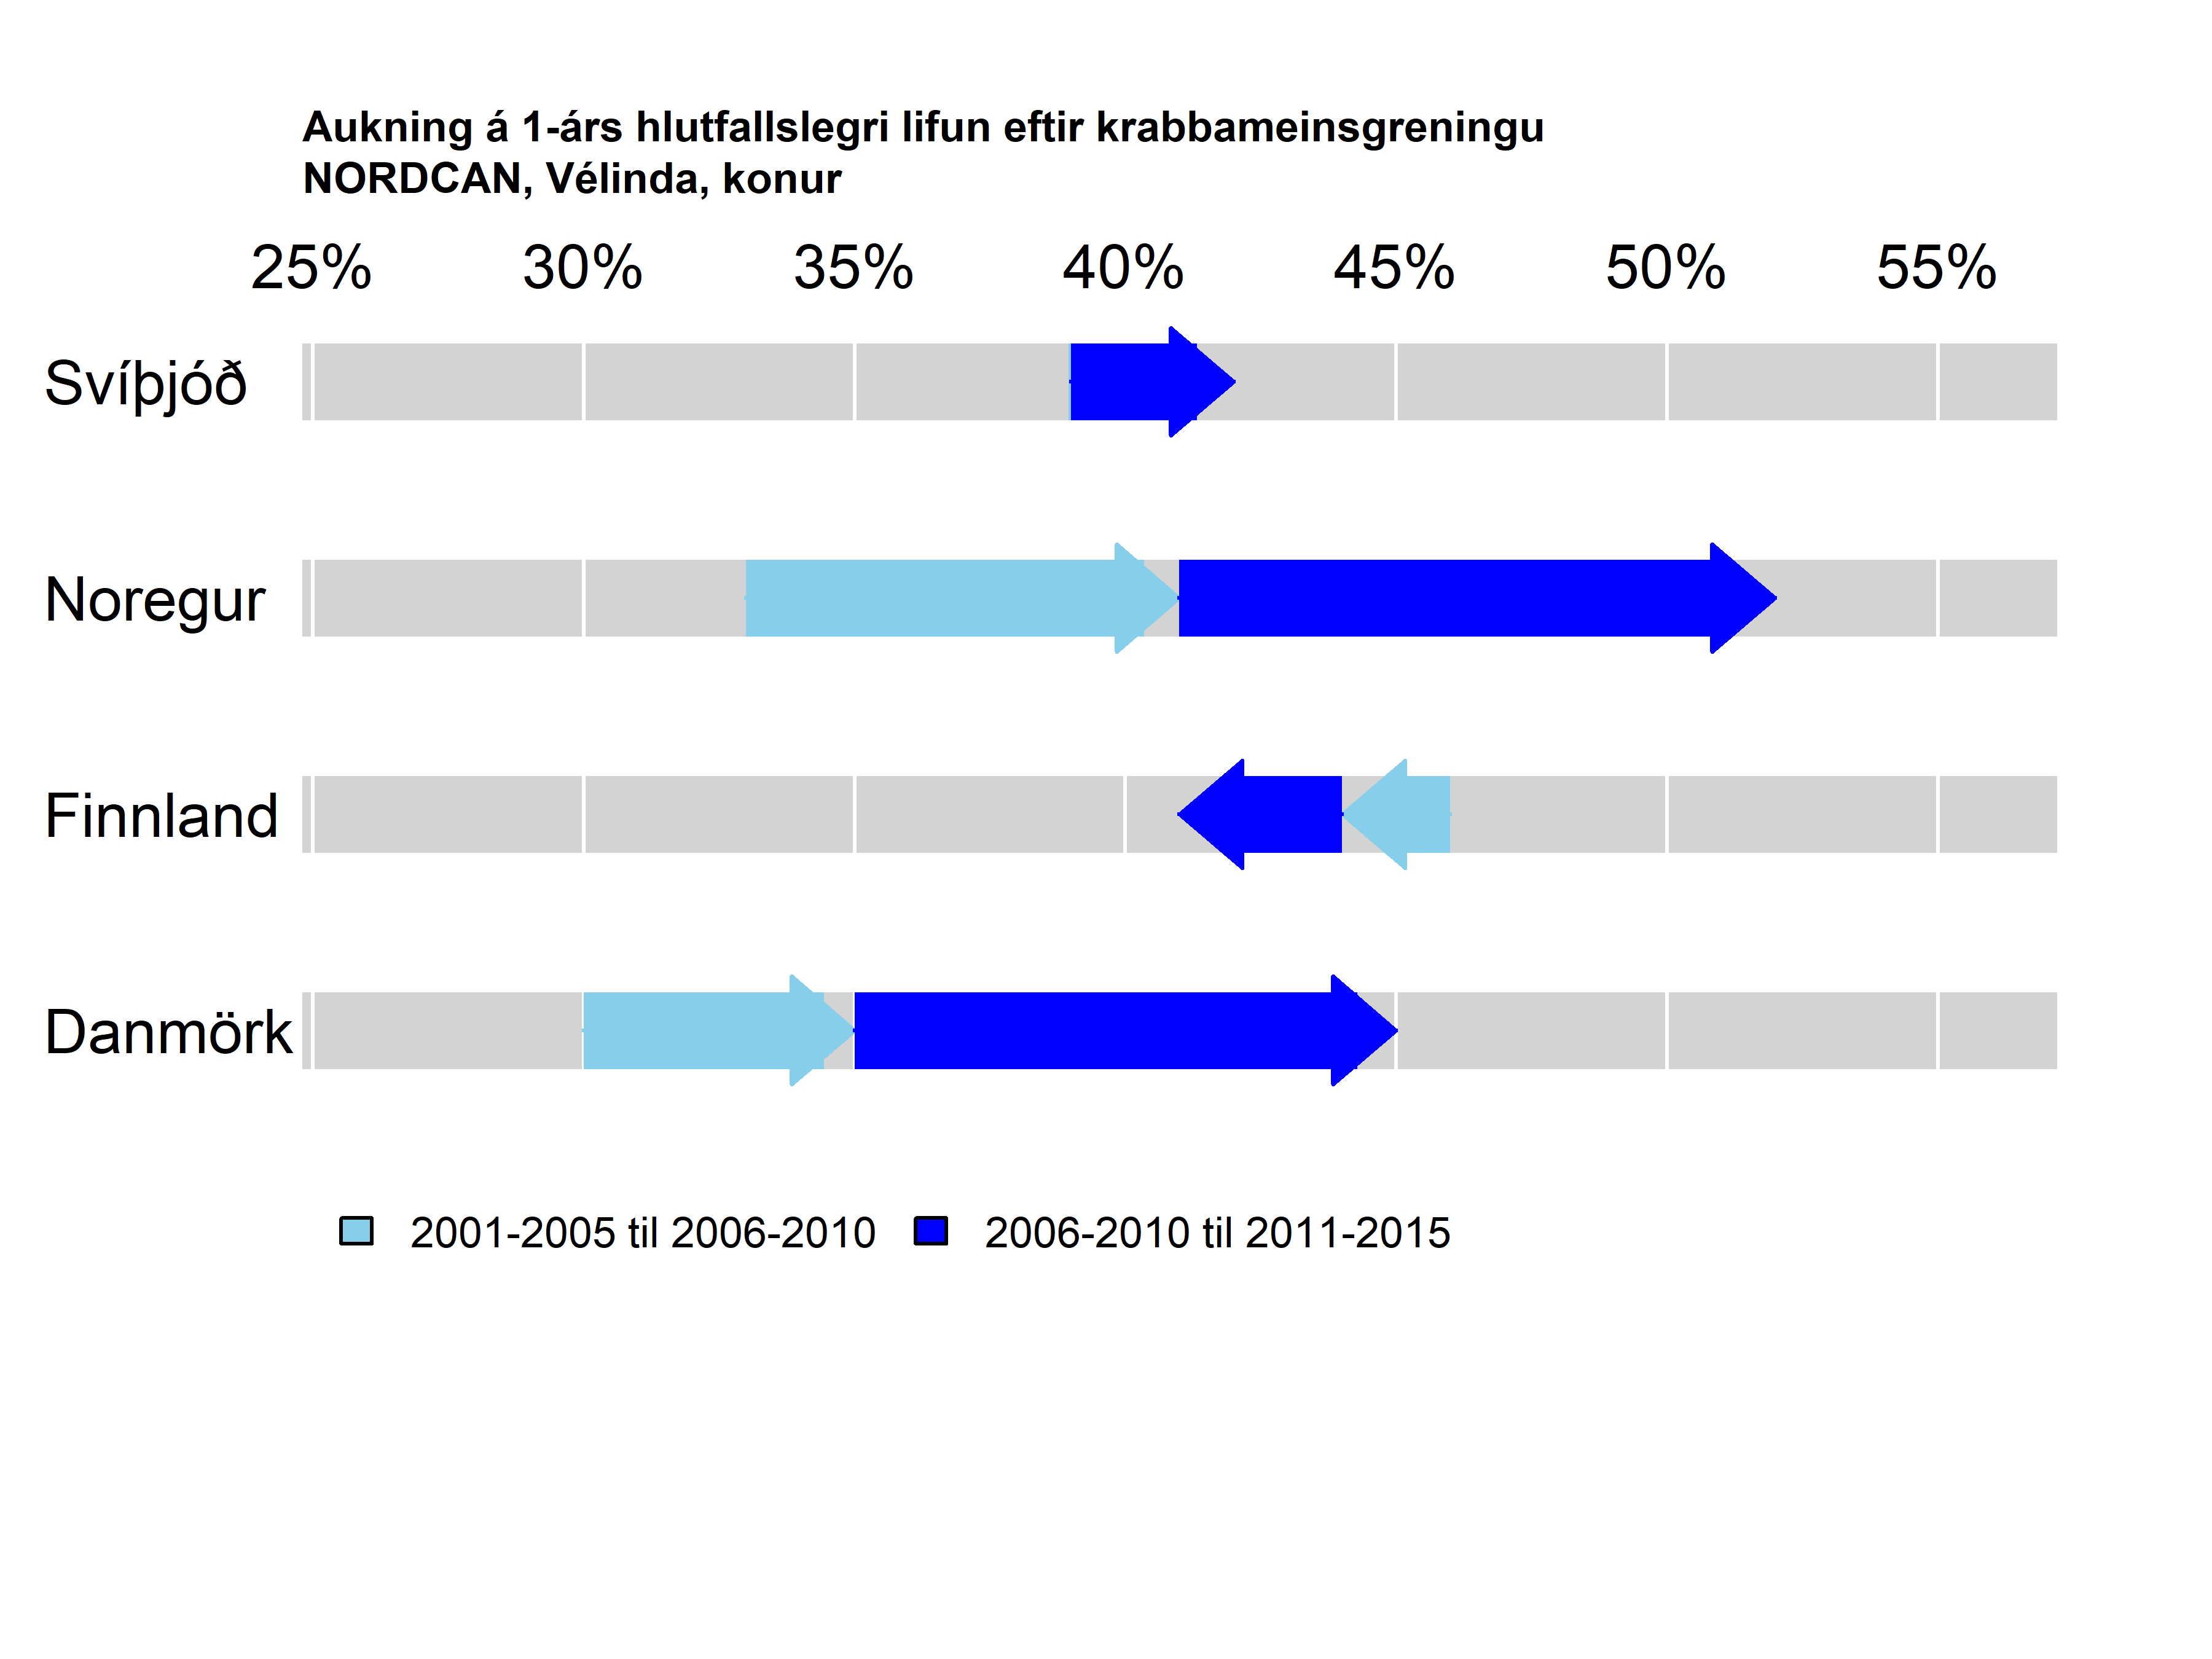 Aukning á 1-árs hlutfallslegri lifun eftir krabbameinsgreningu
NORDCAN, Vélinda, konur
25% 30% 35% 40% 45% 50% 55%
Svíþjóð
Noregur
Finnland
Danmörk
2001-2005 til 2006-2010 2006-2010 til 2011-2015